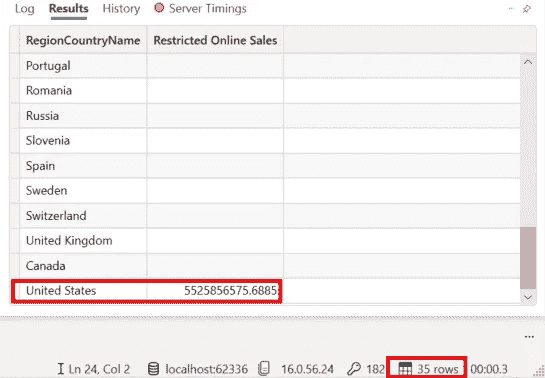 Log Results History Server Timings
RegionCountryName Restricted Online Sales
Portugal
Romania
Russia
Slovenia
Spain
Sweden
Switzerland
United Kingdom
Canada
United States 5525856575.6885
Ln 24, Col 2 localhost:62336 16.0.56.24 182 35 rows 00:00.3